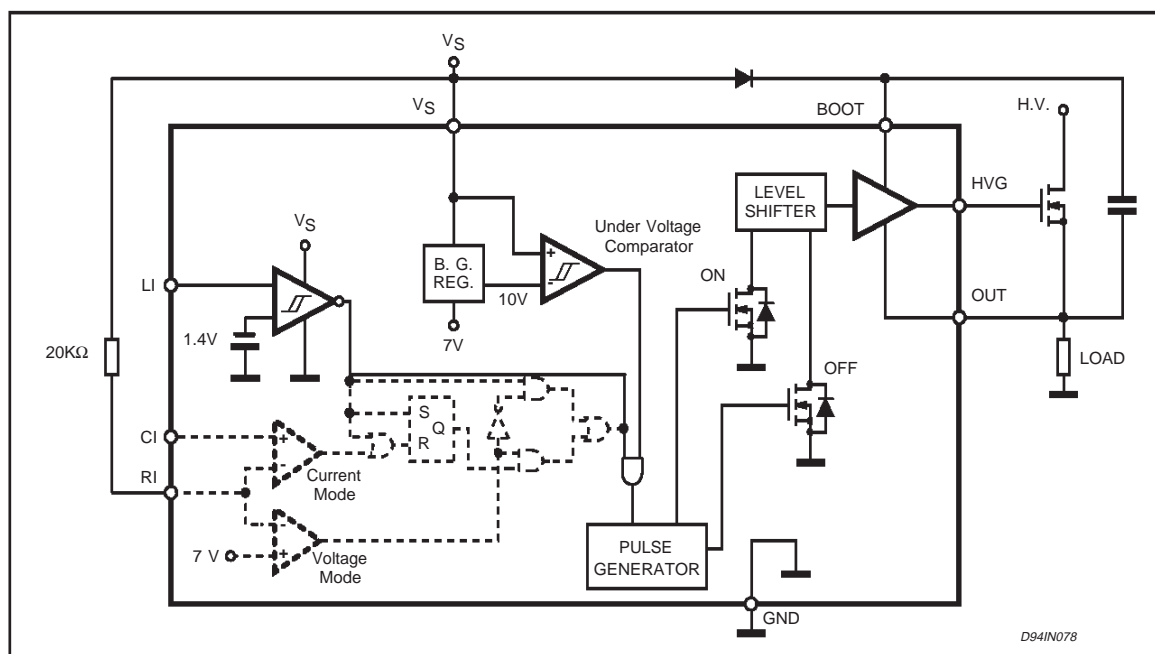 VS
VS
BOOT
H.V.
LEVEL
SHIFTER
HVG
VS
Under Voltage
Comparator
+
-
B. G.
REG.
10V
ON
LI
OUT
1.4V
7V
20KΩ
LOAD
OFF
S
Q
R
CI
+
-
Current
Mode
RI
-
+
7 V
Voltage
Mode
PULSE
GENERATOR
GND
D94IN078